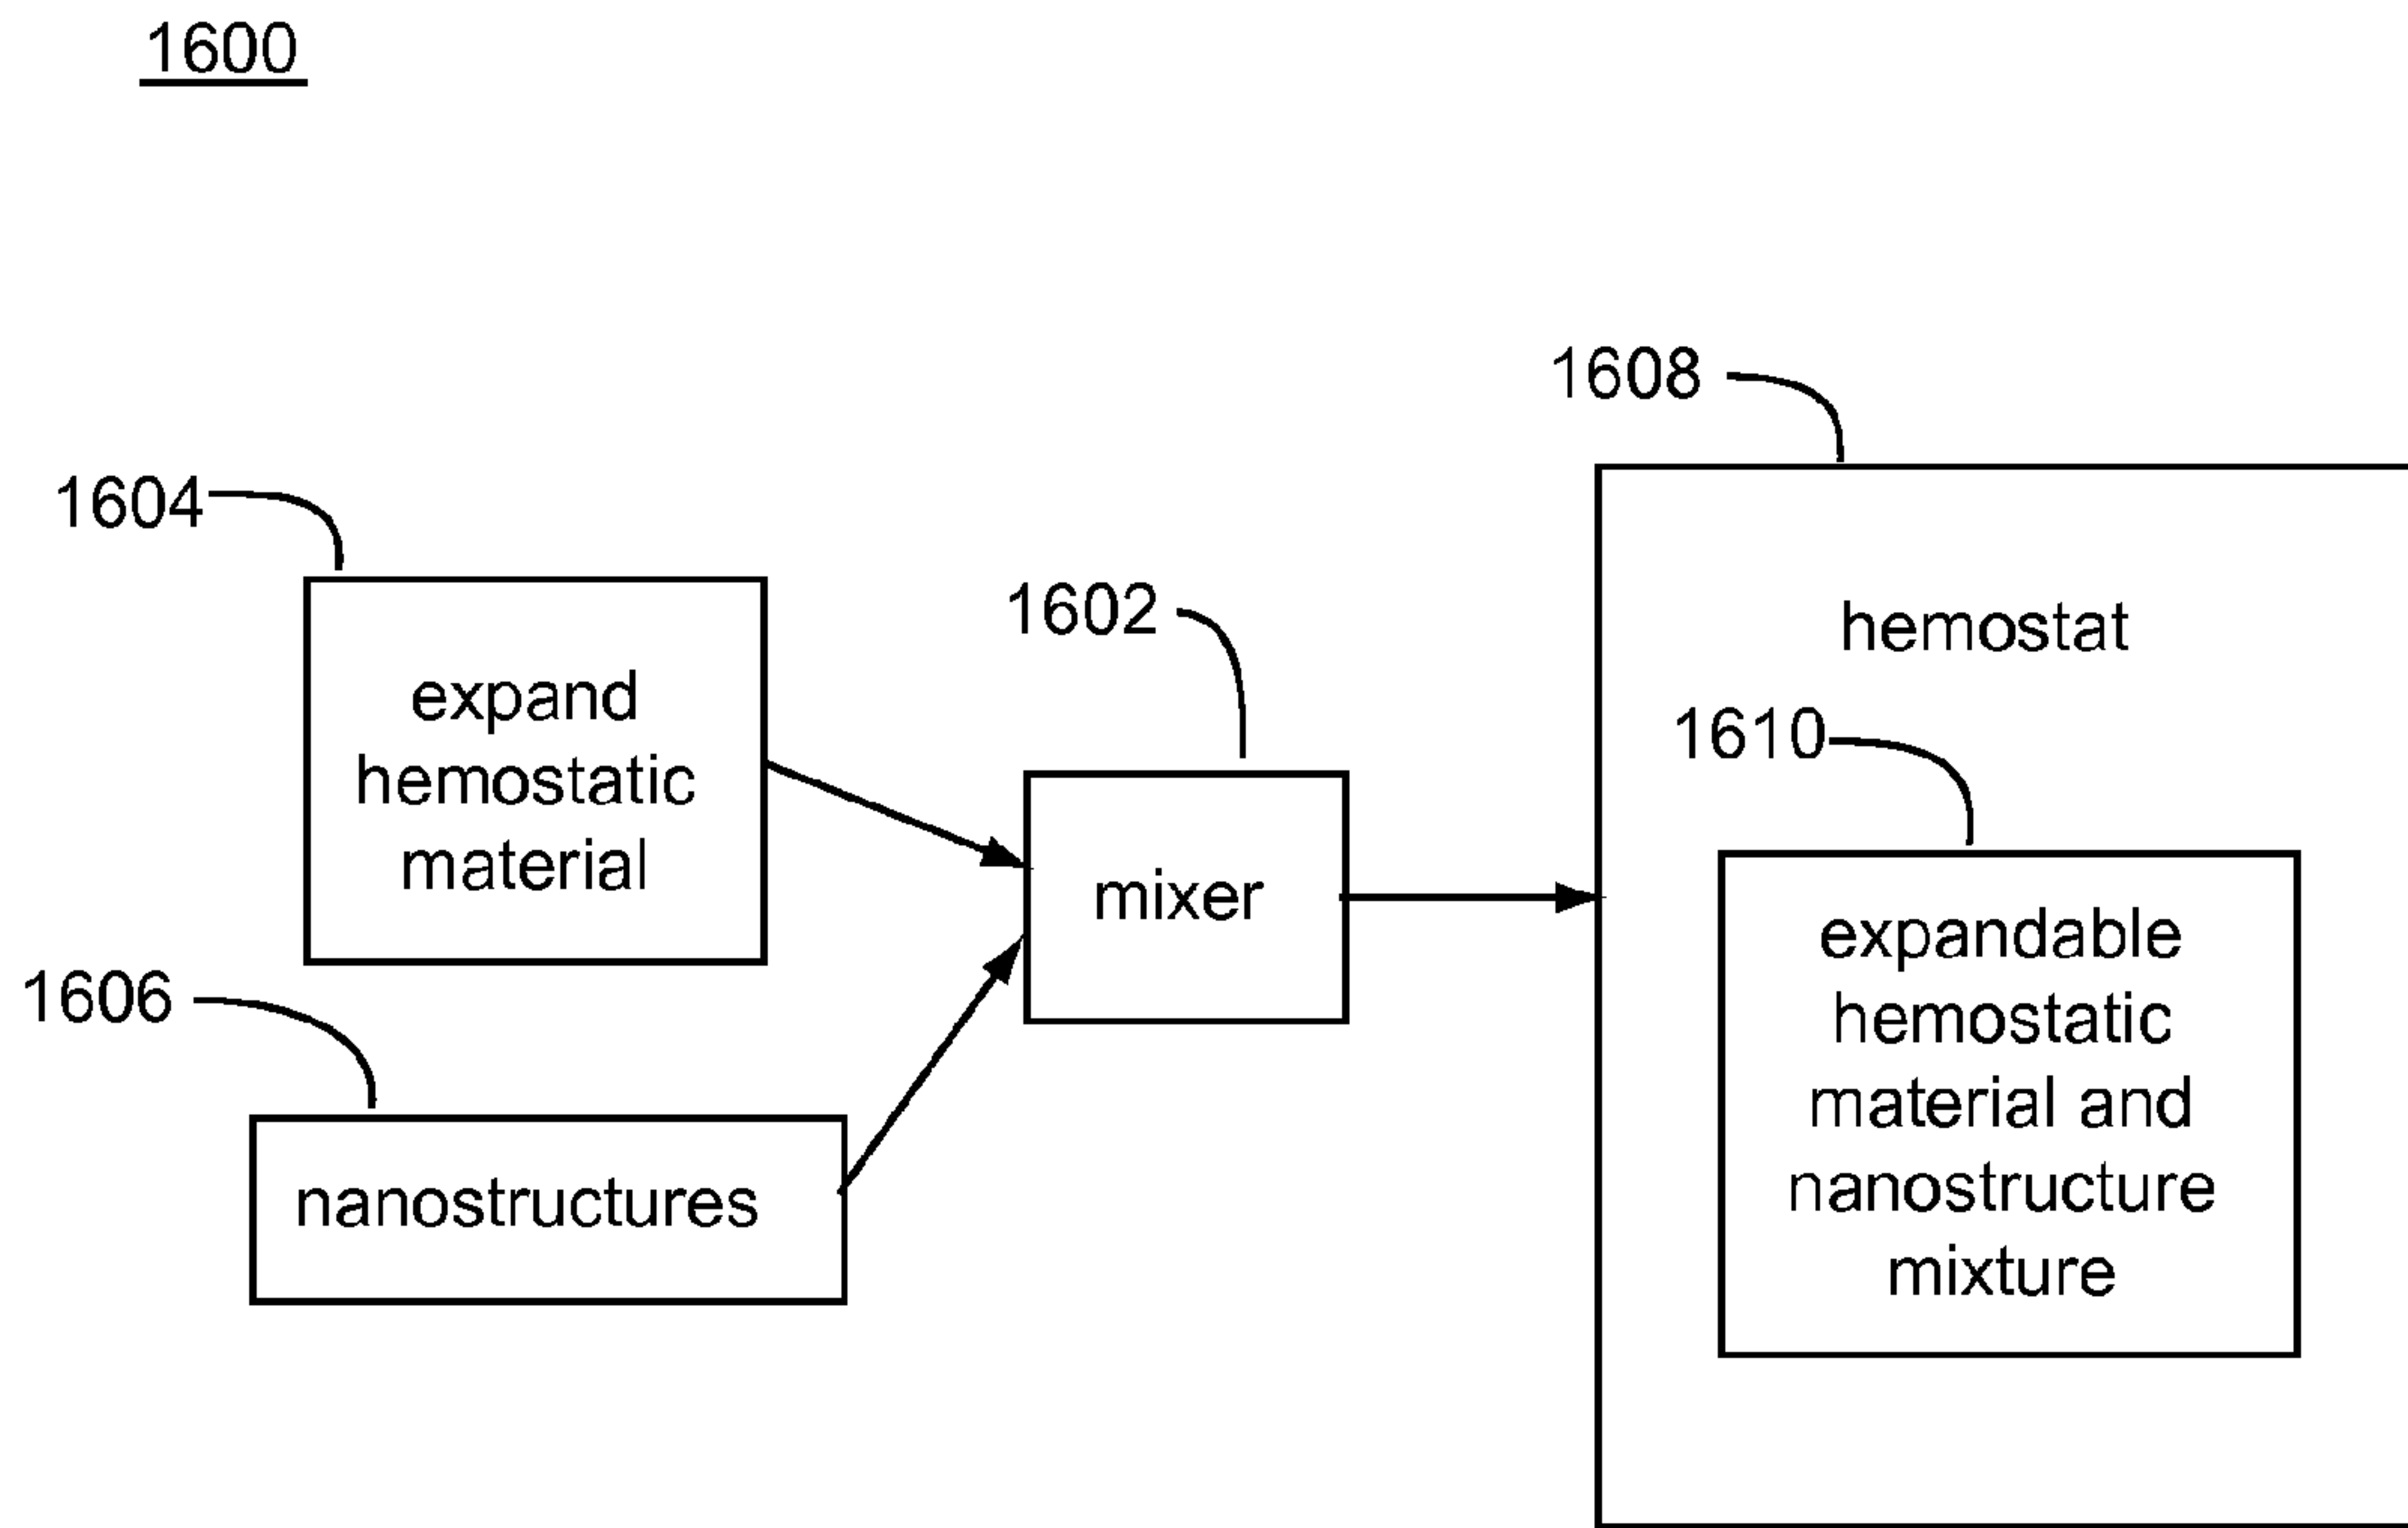 1600
1604
expand
hemostatic
material
1606
nanostructures
1602
mixer
1608
hemostat
1610
expandable
hemostatic
material and
nanostructure
mixture